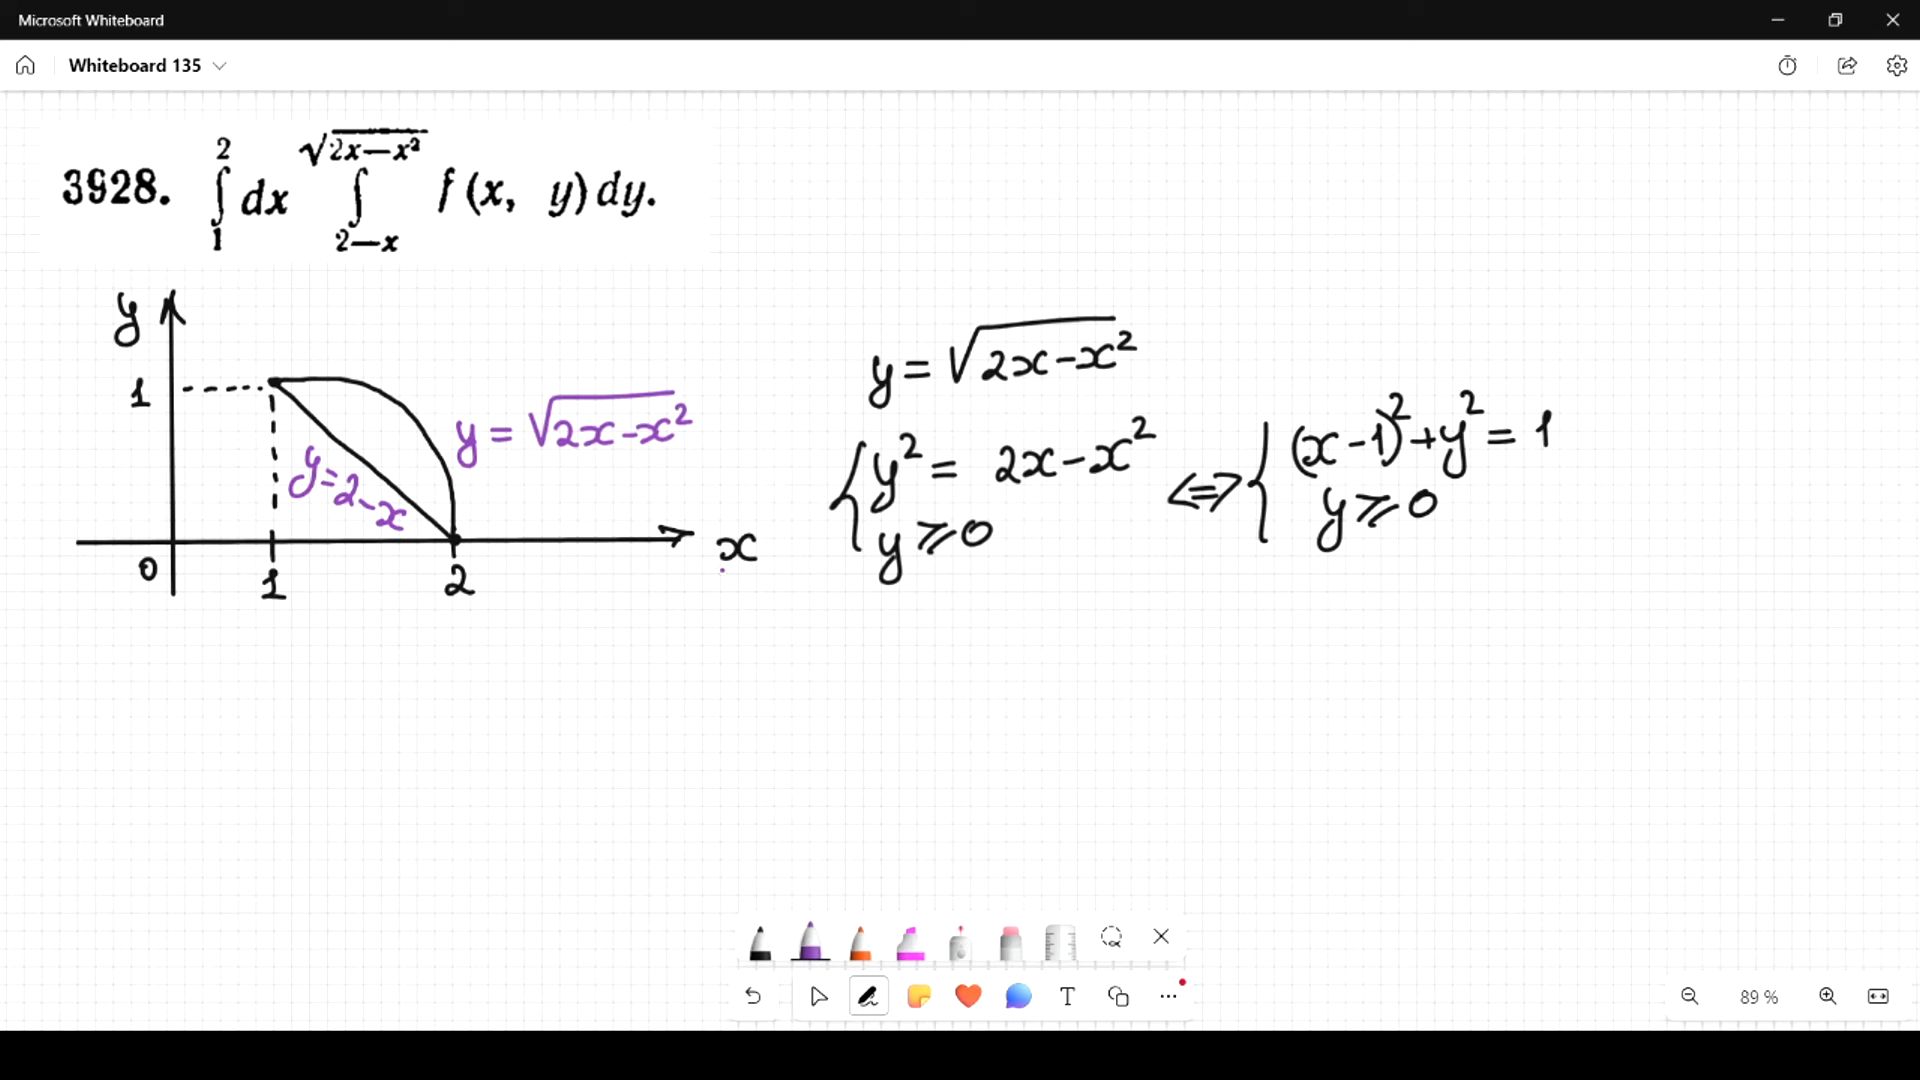 Microsoft Whiteboard
Whiteboard 135
3928. ∫₁² dx ∫_{2—x}^{√(2x—x²)} f (x, y) dy.
y
1
y = √(2x-x²)
y=2-x
0
1
2
x
y = √(2x-x²)
{ y² = 2x-x²
y ⩾ 0
<=> { (x-1)²+y² = 1
y ⩾ 0
T
89 %